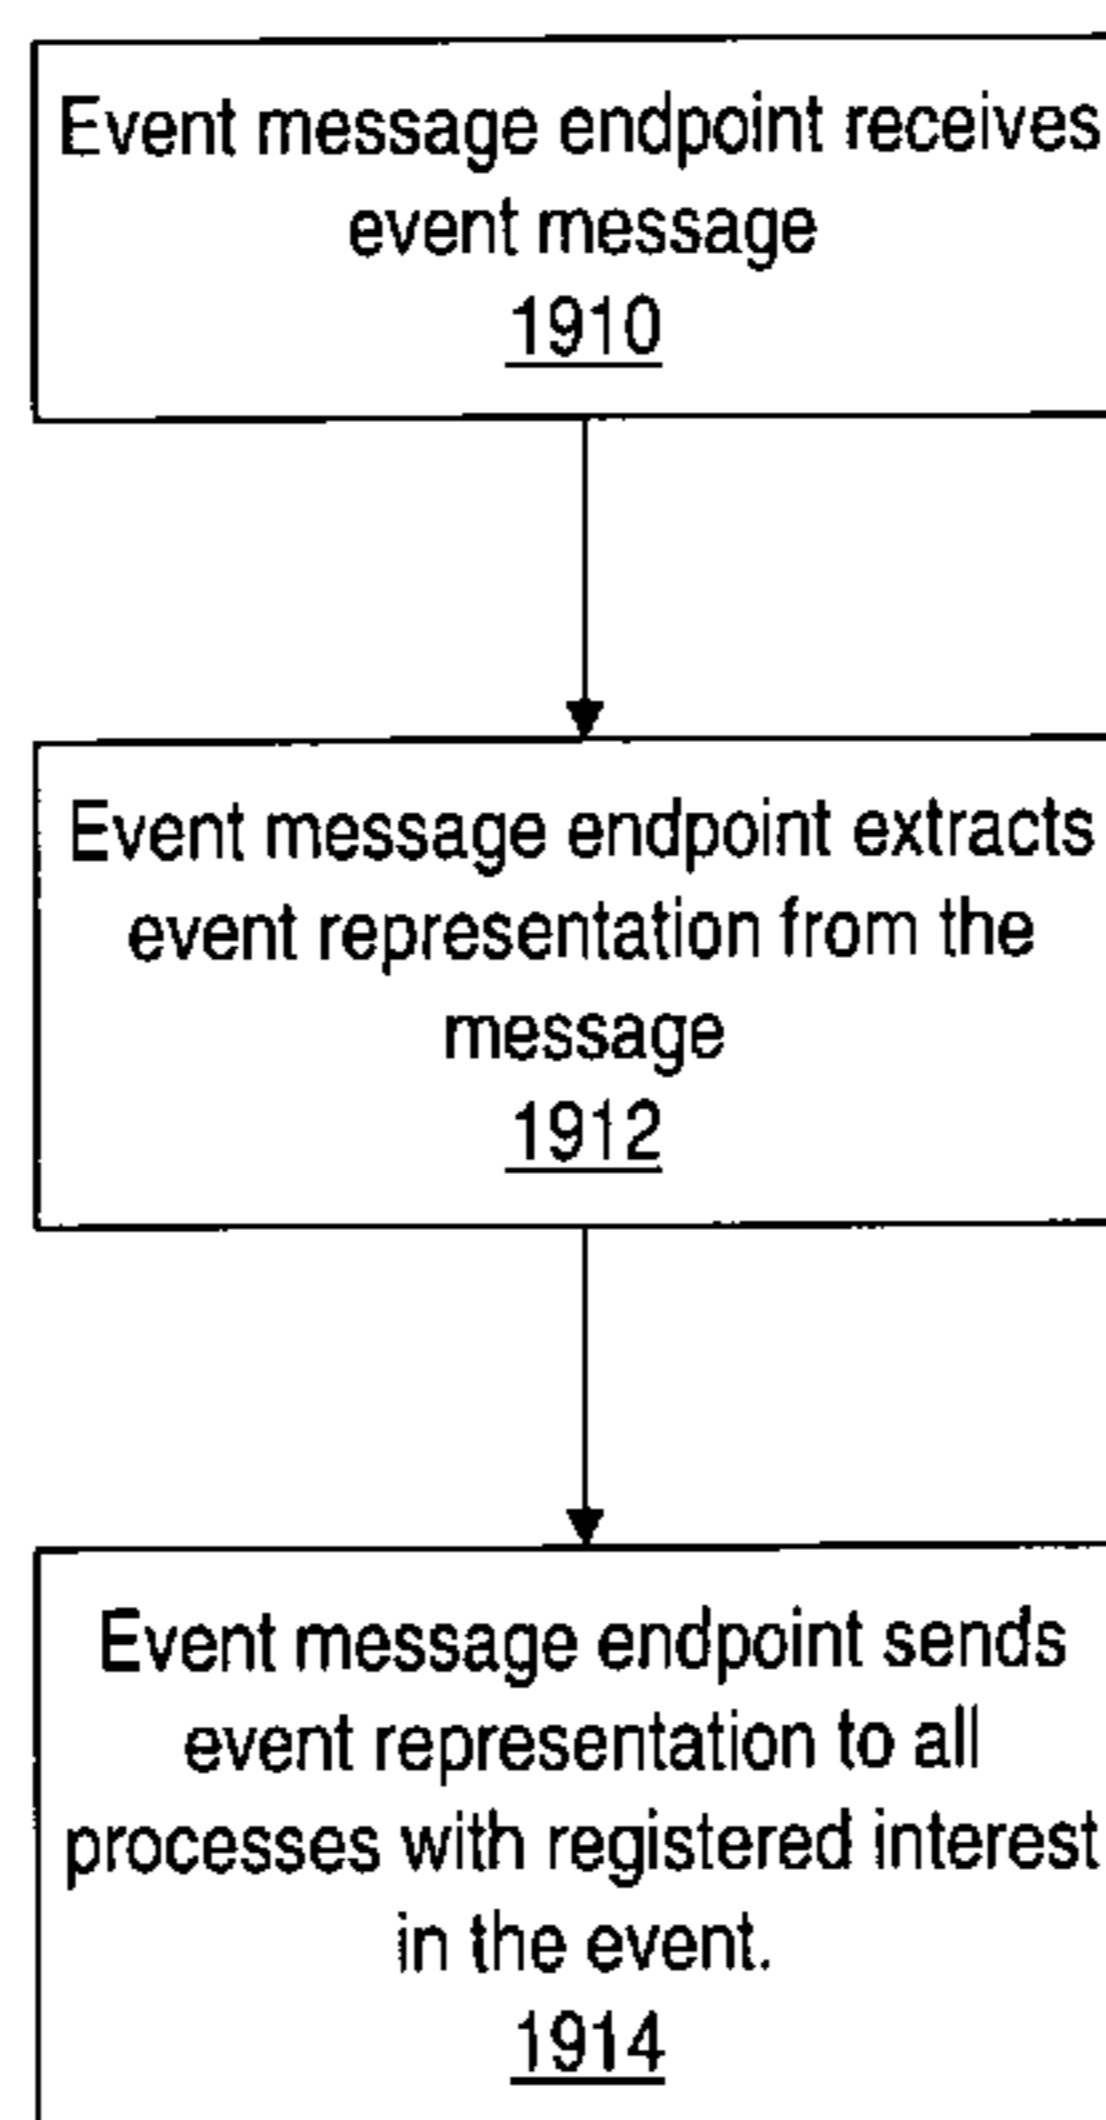 Event message endpoint receives
event message
1910
Event message endpoint extracts
event representation from the
message
1912
Event message endpoint sends
event representation to all
processes with registered interest
in the event.
1914